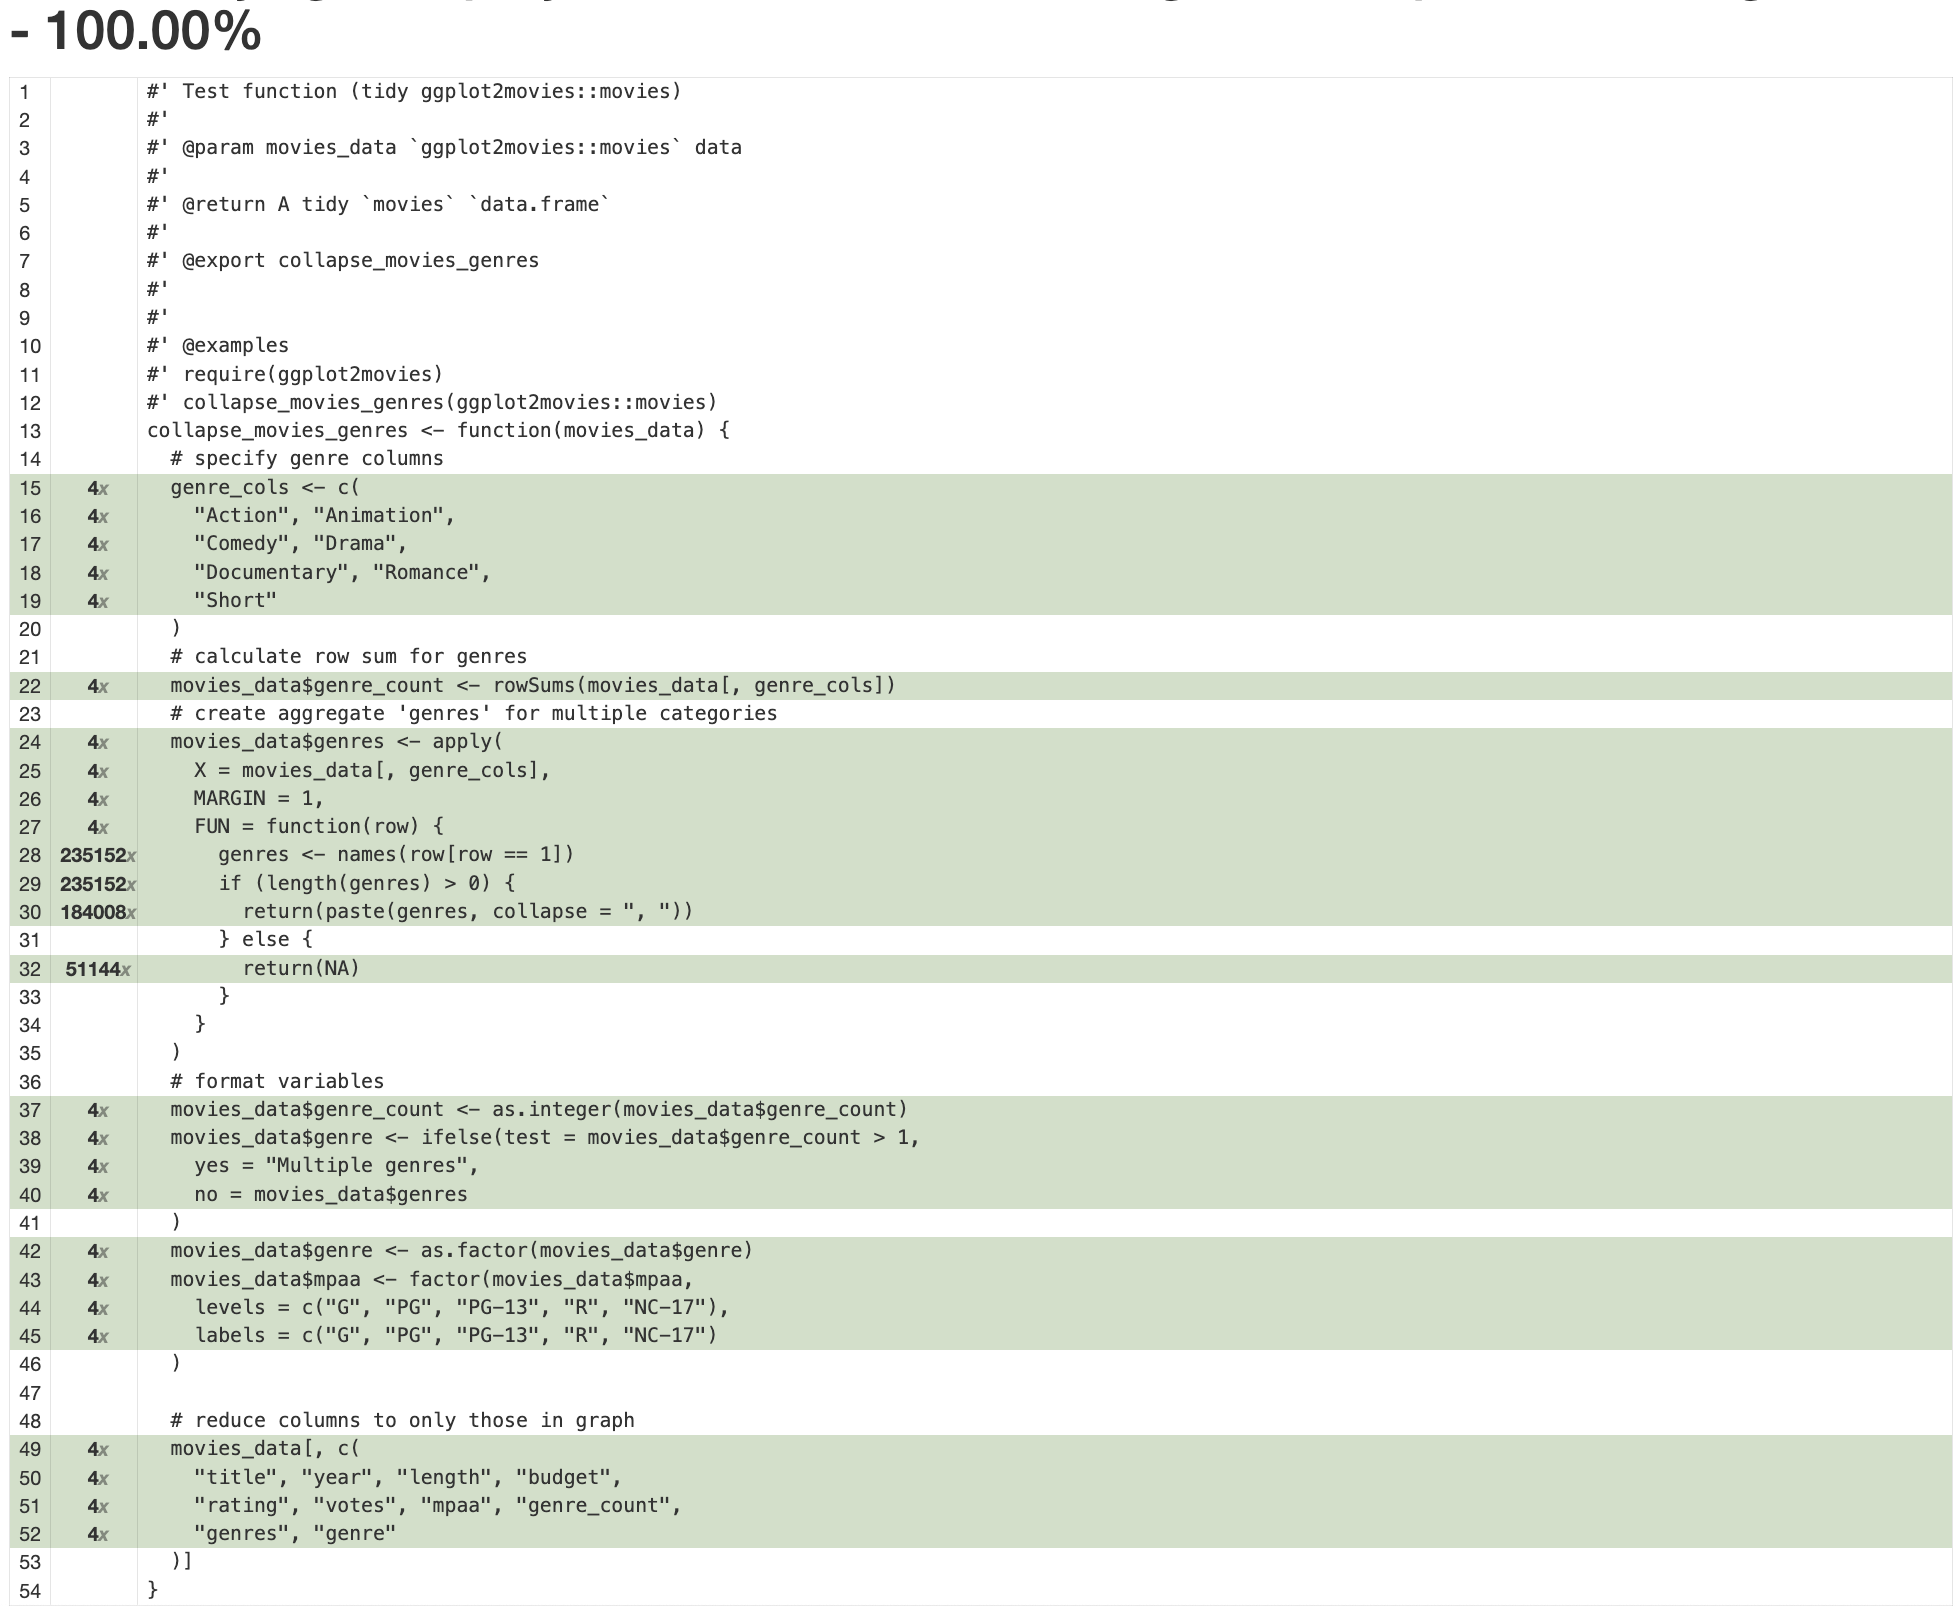 - 100.00%
1 #' Test function (tidy ggplot2movies::movies)
2 #'
3 #' @param movies_data `ggplot2movies::movies` data
4 #'
5 #' @return A tidy `movies` `data.frame`
6 #'
7 #' @export collapse_movies_genres
8 #'
9 #'
10 #' @examples
11 #' require(ggplot2movies)
12 #' collapse_movies_genres(ggplot2movies::movies)
13 collapse_movies_genres <- function(movies_data) {
14 # specify genre columns
15 4x genre_cols <- c(
16 4x "Action", "Animation",
17 4x "Comedy", "Drama",
18 4x "Documentary", "Romance",
19 4x "Short"
20 )
21 # calculate row sum for genres
22 4x movies_data$genre_count <- rowSums(movies_data[, genre_cols])
23 # create aggregate 'genres' for multiple categories
24 4x movies_data$genres <- apply(
25 4x X = movies_data[, genre_cols],
26 4x MARGIN = 1,
27 4x FUN = function(row) {
28 235152x genres <- names(row[row == 1])
29 235152x if (length(genres) > 0) {
30 184008x return(paste(genres, collapse = ", "))
31 } else {
32 51144x return(NA)
33 }
34 }
35 )
36 # format variables
37 4x movies_data$genre_count <- as.integer(movies_data$genre_count)
38 4x movies_data$genre <- ifelse(test = movies_data$genre_count > 1,
39 4x yes = "Multiple genres",
40 4x no = movies_data$genres
41 )
42 4x movies_data$genre <- as.factor(movies_data$genre)
43 4x movies_data$mpaa <- factor(movies_data$mpaa,
44 4x levels = c("G", "PG", "PG-13", "R", "NC-17"),
45 4x labels = c("G", "PG", "PG-13", "R", "NC-17")
46 )
47
48 # reduce columns to only those in graph
49 4x movies_data[, c(
50 4x "title", "year", "length", "budget",
51 4x "rating", "votes", "mpaa", "genre_count",
52 4x "genres", "genre"
53 )]
54 }